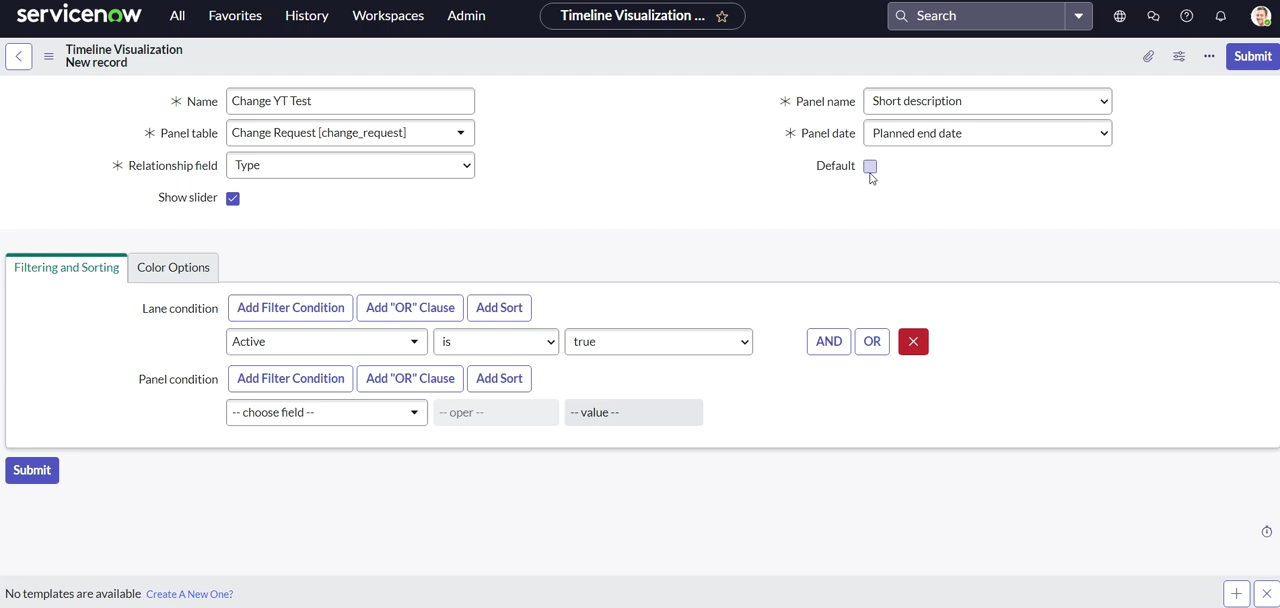 servicenow All Favorites History Workspaces Admin Timeline Visualization ... Search
Timeline Visualization
New record
Submit
Name Change YT Test
Panel name Short description
Panel table Change Request [change_request]
Panel date Planned end date
Relationship field Type
Default
Show slider
Filtering and Sorting Color Options
Lane condition Add Filter Condition Add "OR" Clause Add Sort
Active is true AND OR
Panel condition Add Filter Condition Add "OR" Clause Add Sort
-- choose field -- -- oper -- -- value --
Submit
No templates are available Create A New One?